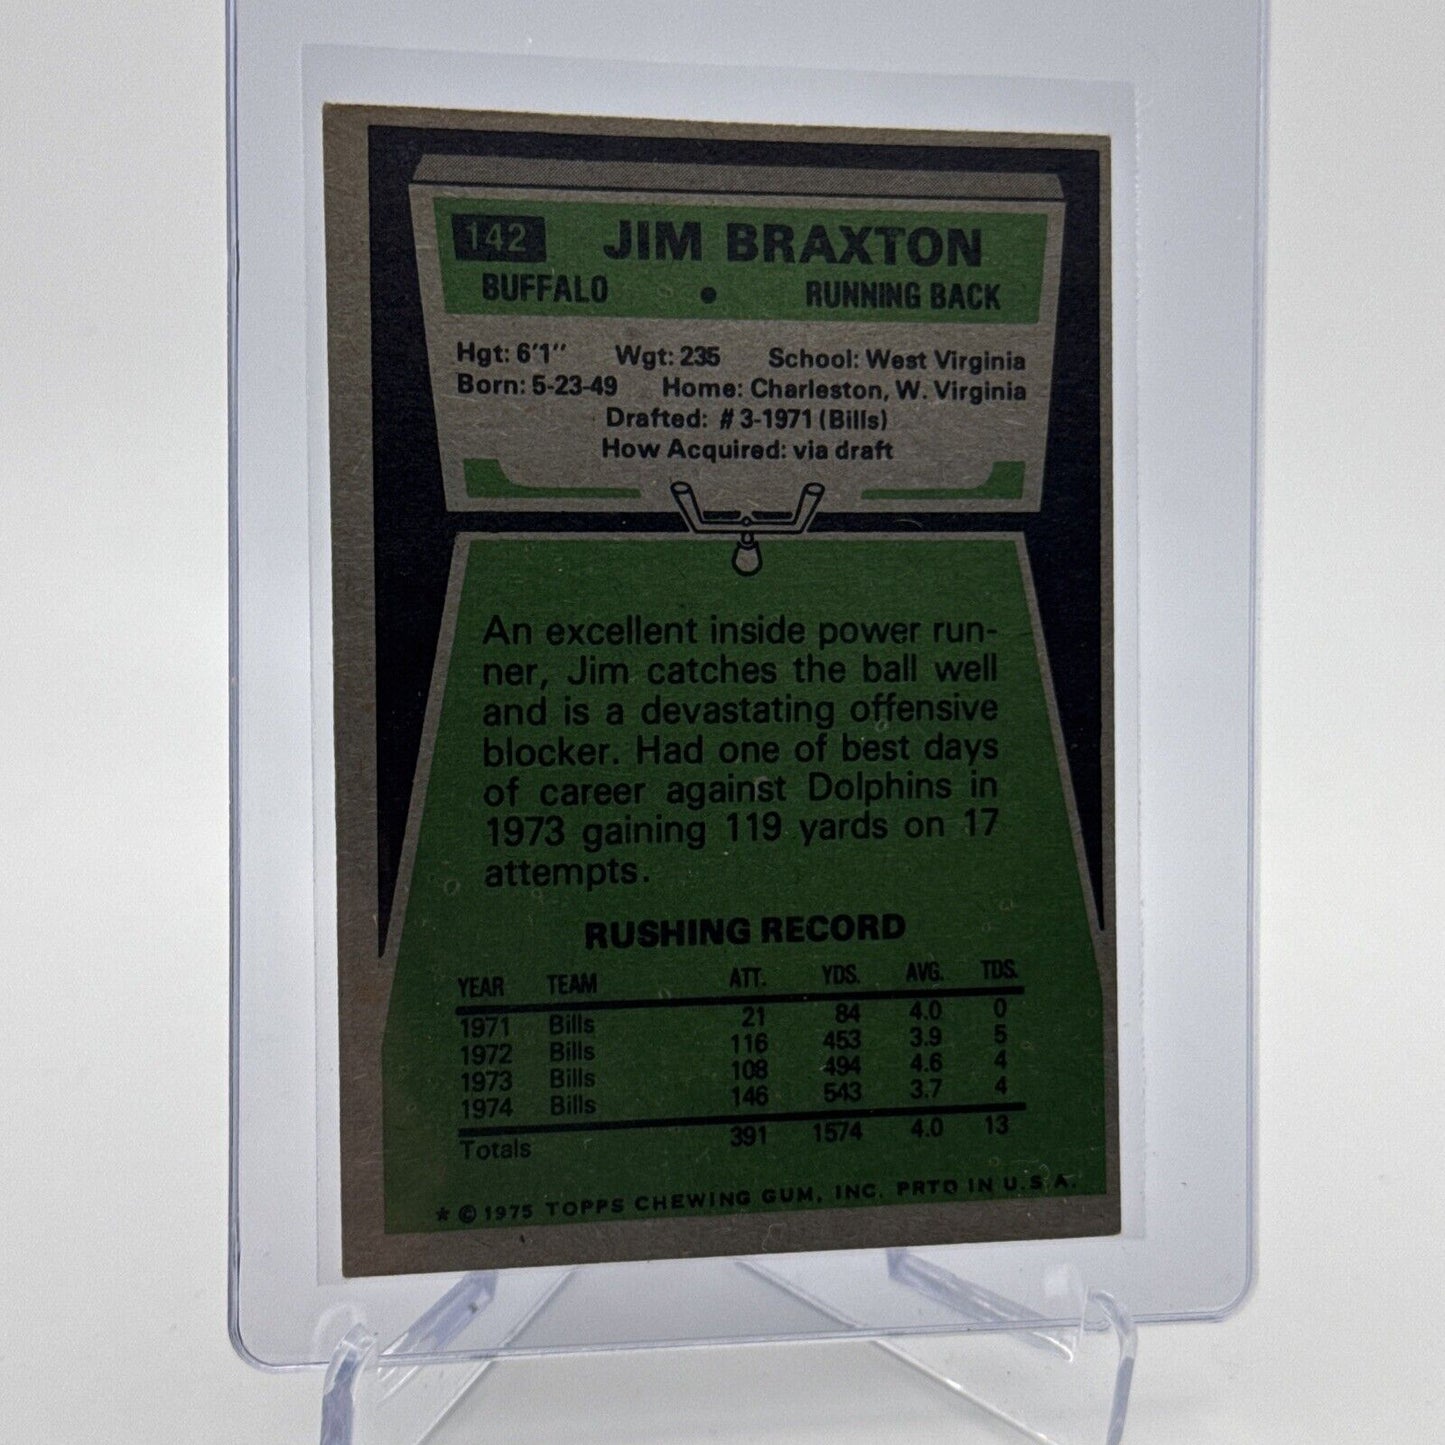 142 JIM BRAXTON
BUFFALO • RUNNING BACK
Hgt: 6'1" Wgt: 235 School: West Virginia
Born: 5-23-49 Home: Charleston, W. Virginia
Drafted: #3-1971 (Bills)
How Acquired: via draft
An excellent inside power run-
ner, Jim catches the ball well
and is a devastating offensive
blocker. Had one of best days
of career against Dolphins in
1973 gaining 119 yards on 17
attempts.
RUSHING RECORD
YEAR TEAM ATT. YDS. AVG. TDS.
1971 Bills 21 84 4.0 0
1972 Bills 116 453 3.9 5
1973 Bills 108 494 4.6 4
1974 Bills 146 543 3.7 4
Totals 391 1574 4.0 13
* © 1975 TOPPS CHEWING GUM, INC. PRTD IN U.S.A.